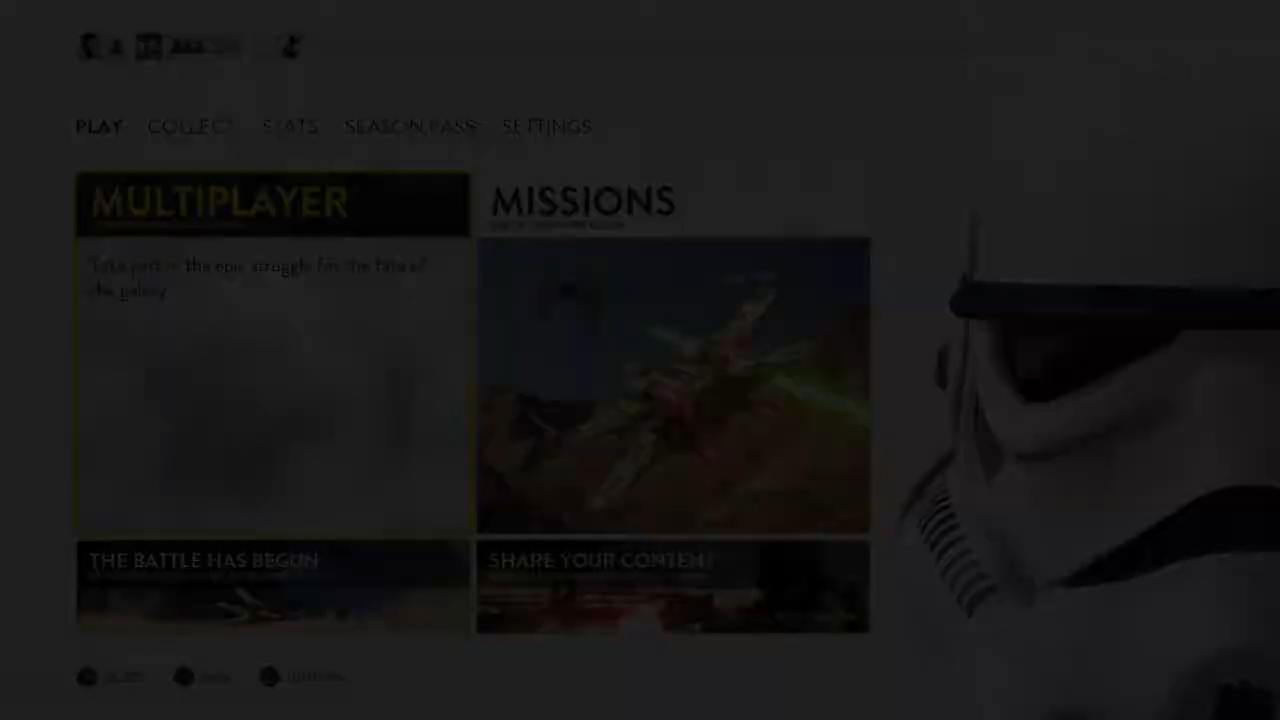 PLAY COLLECT STATS SEASON PASS SETTINGS
MULTIPLAYER
MISSIONS
Take part in the epic struggle for the fate of
the galaxy
THE BATTLE HAS BEGUN
SHARE YOUR CONTENT